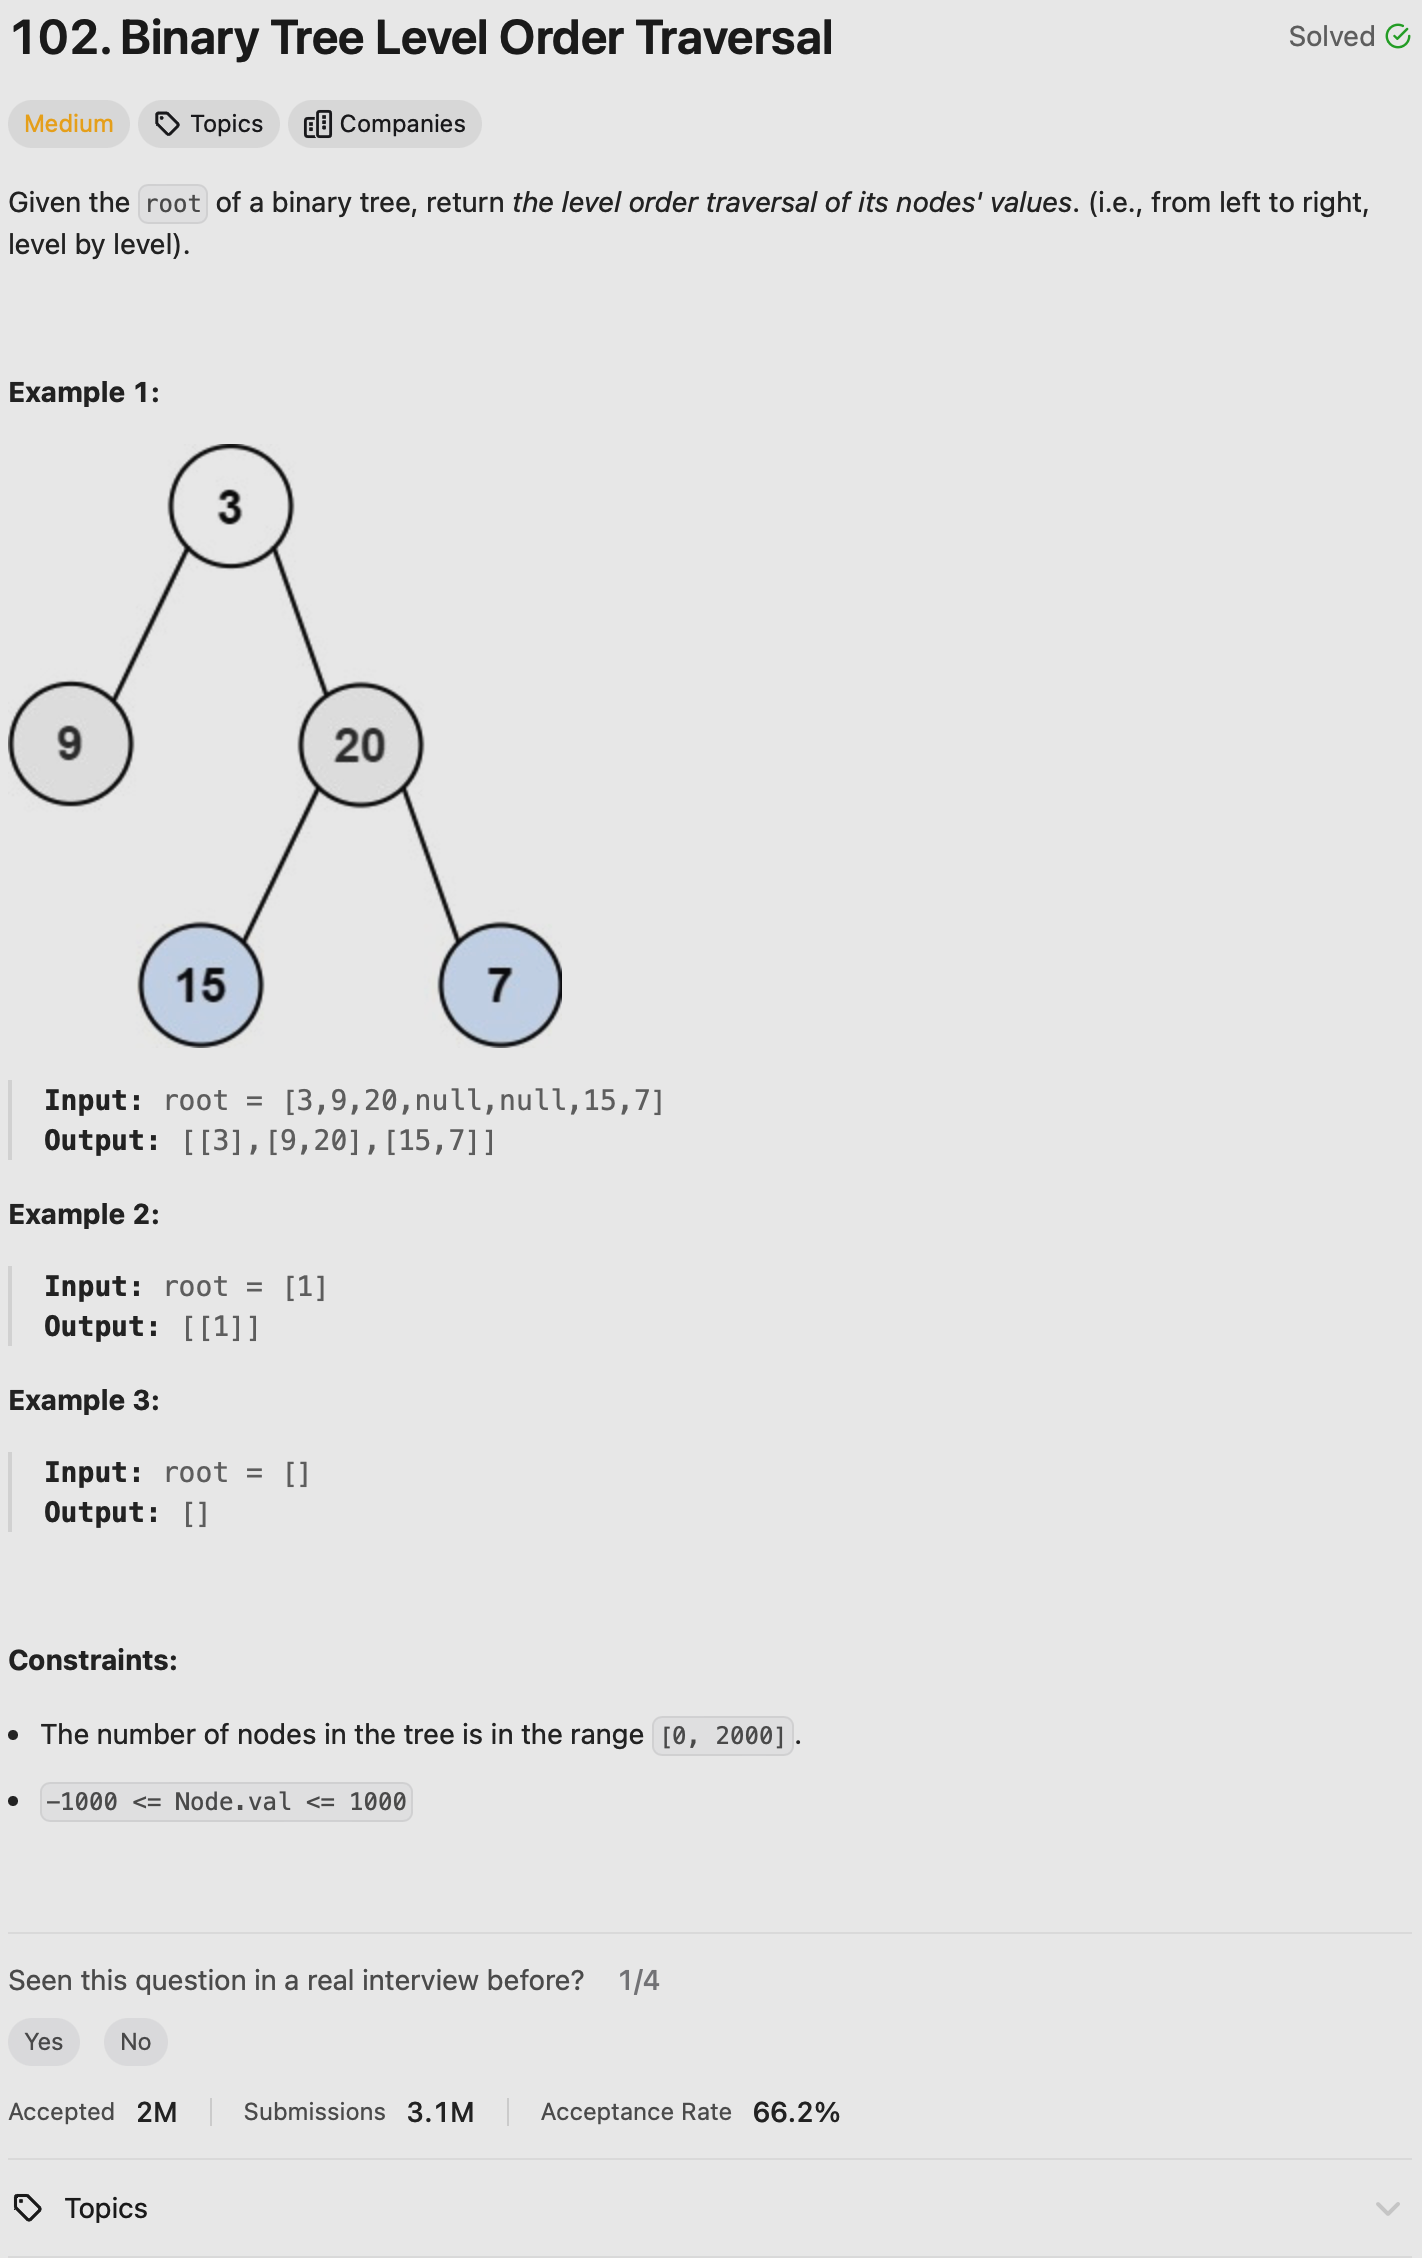 102. Binary Tree Level Order Traversal
Solved
Medium
Topics
Companies
Given the root of a binary tree, return the level order traversal of its nodes' values. (i.e., from left to right,
level by level).
Example 1:
3
9
20
15
7
Input: root = [3,9,20,null,null,15,7]
Output: [[3],[9,20],[15,7]]
Example 2:
Input: root = [1]
Output: [[1]]
Example 3:
Input: root = []
Output: []
Constraints:
• The number of nodes in the tree is in the range [0, 2000].
• -1000 <= Node.val <= 1000
Seen this question in a real interview before? 1/4
Yes No
Accepted 2M Submissions 3.1M Acceptance Rate 66.2%
Topics